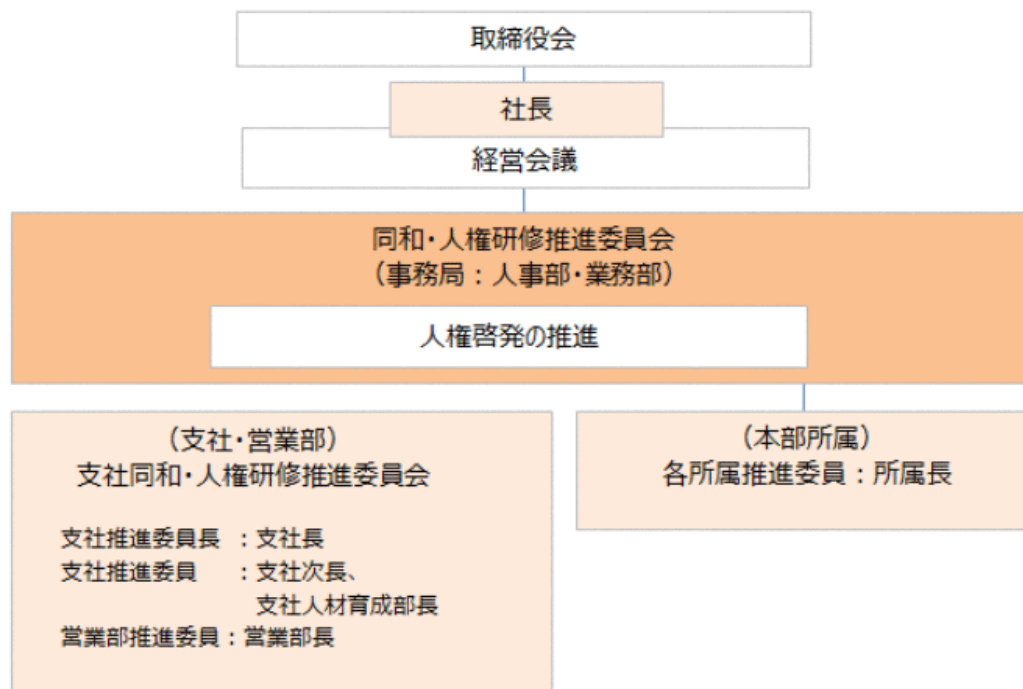 取締役会
社長
経営会議
同和・人権研修推進委員会
（事務局：人事部・業務部）
人権啓発の推進
（支社・営業部）
支社同和・人権研修推進委員会
支社推進委員長 ：支社長
支社推進委員 ：支社次長、
支社人材育成部長
営業部推進委員：営業部長
（本部所属）
各所属推進委員：所属長